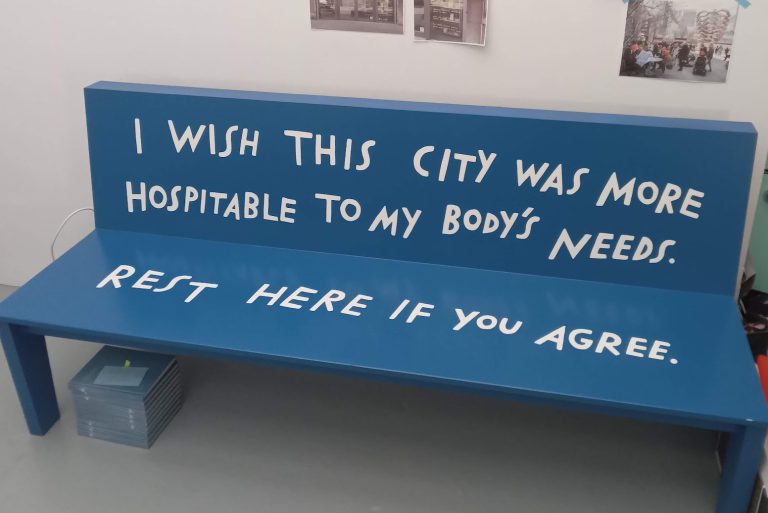 I WISH THIS CITY WAS MORE
HOSPITABLE TO MY BODY'S NEEDS.
REST HERE IF YOU AGREE.